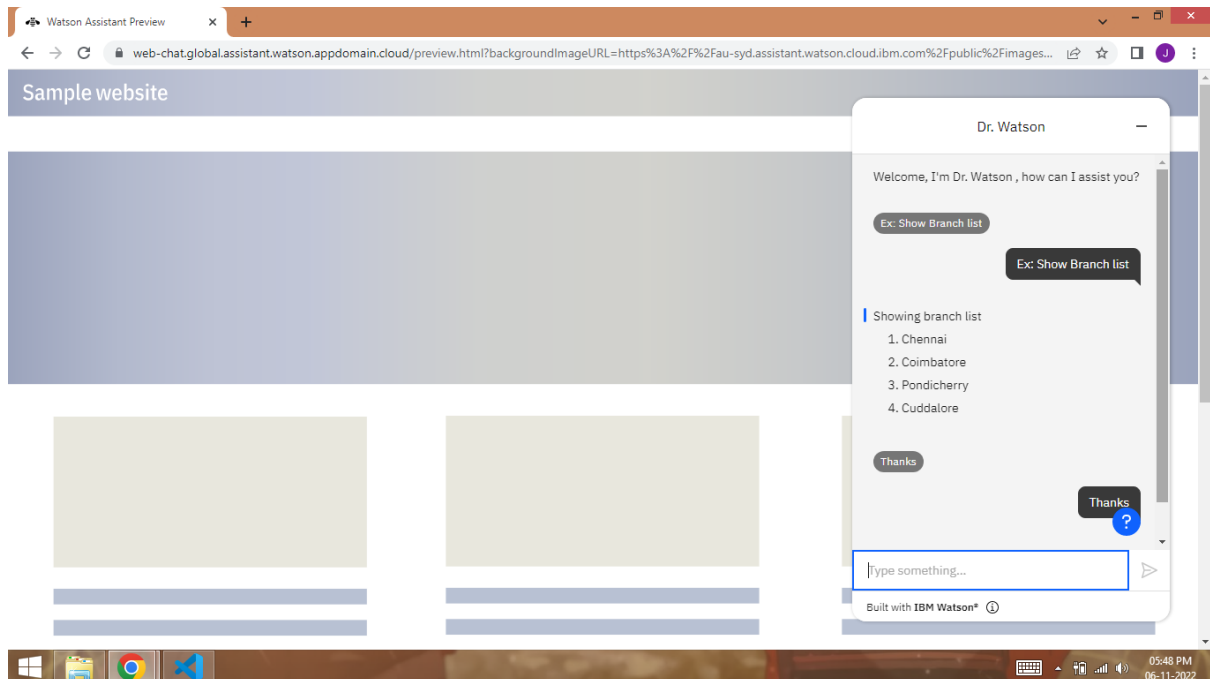 Watson Assistant Preview
web-chat.global.assistant.watson.appdomain.cloud/preview.html?backgroundImageURL=https%3A%2F%2Fau-syd.assistant.watson.cloud.ibm.com%2Fpublic%2Fimages...
J
Sample website
Dr. Watson
Welcome, I'm Dr. Watson , how can I assist you?
Ex: Show Branch list
Ex: Show Branch list
Showing branch list
1. Chennai
2. Coimbatore
3. Pondicherry
4. Cuddalore
Thanks
Thanks
?
Type something...
Built with IBM Watson®
05:48 PM
06-11-2022